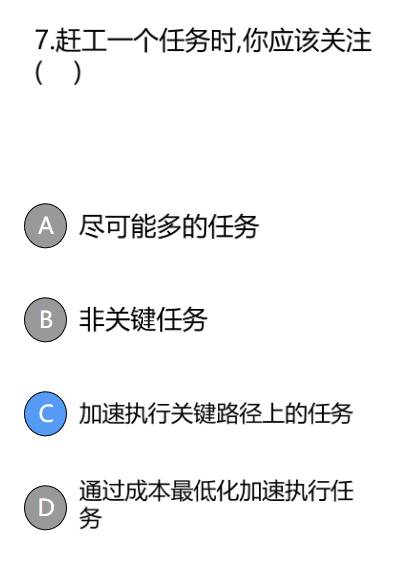 7.赶工一个任务时,你应该关注
(    )
A 尽可能多的任务
B 非关键任务
C 加速执行关键路径上的任务
D 通过成本最低化加速执行任
务